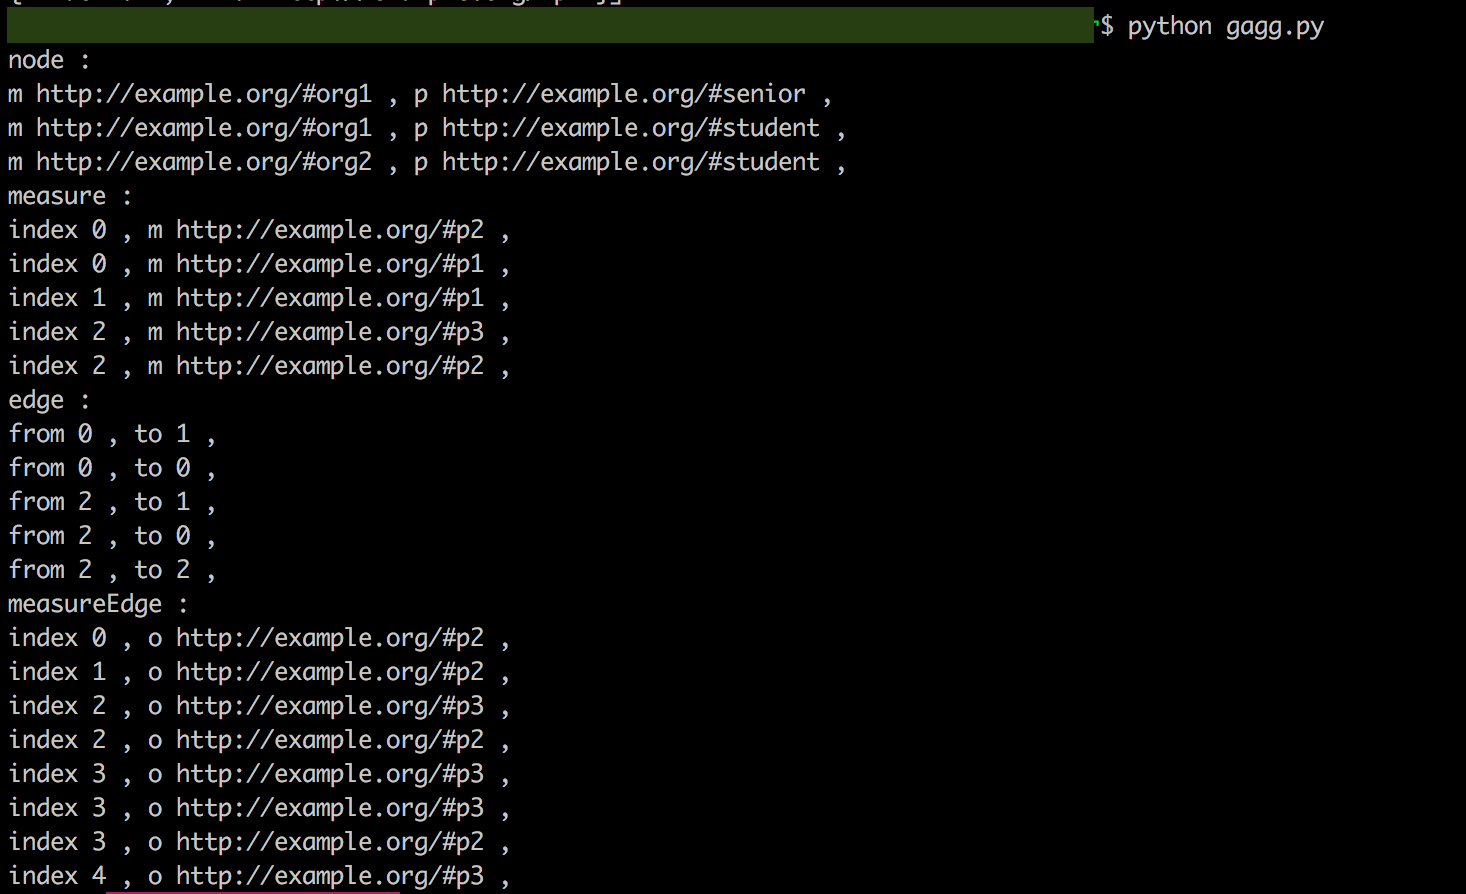 $ python gagg.py
node :
m http://example.org/#org1 , p http://example.org/#senior ,
m http://example.org/#org1 , p http://example.org/#student ,
m http://example.org/#org2 , p http://example.org/#student ,
measure :
index 0 , m http://example.org/#p2 ,
index 0 , m http://example.org/#p1 ,
index 1 , m http://example.org/#p1 ,
index 2 , m http://example.org/#p3 ,
index 2 , m http://example.org/#p2 ,
edge :
from 0 , to 1 ,
from 0 , to 0 ,
from 2 , to 1 ,
from 2 , to 0 ,
from 2 , to 2 ,
measureEdge :
index 0 , o http://example.org/#p2 ,
index 1 , o http://example.org/#p2 ,
index 2 , o http://example.org/#p3 ,
index 2 , o http://example.org/#p2 ,
index 3 , o http://example.org/#p3 ,
index 3 , o http://example.org/#p3 ,
index 3 , o http://example.org/#p2 ,
index 4 , o http://example.org/#p3 ,